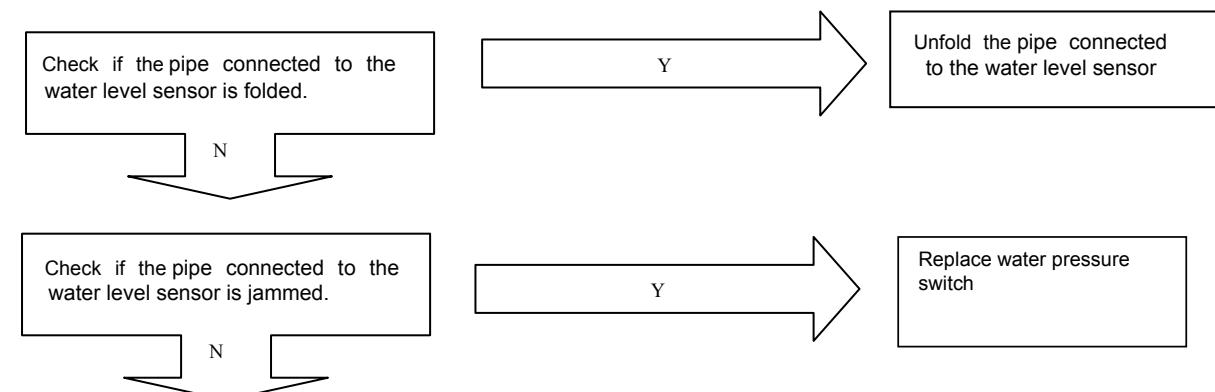 Check if the pipe connected to the
water level sensor is folded.
Y
Unfold the pipe connected
to the water level sensor
N
Check if the pipe connected to the
water level sensor is jammed.
Y
Replace water pressure
switch
N